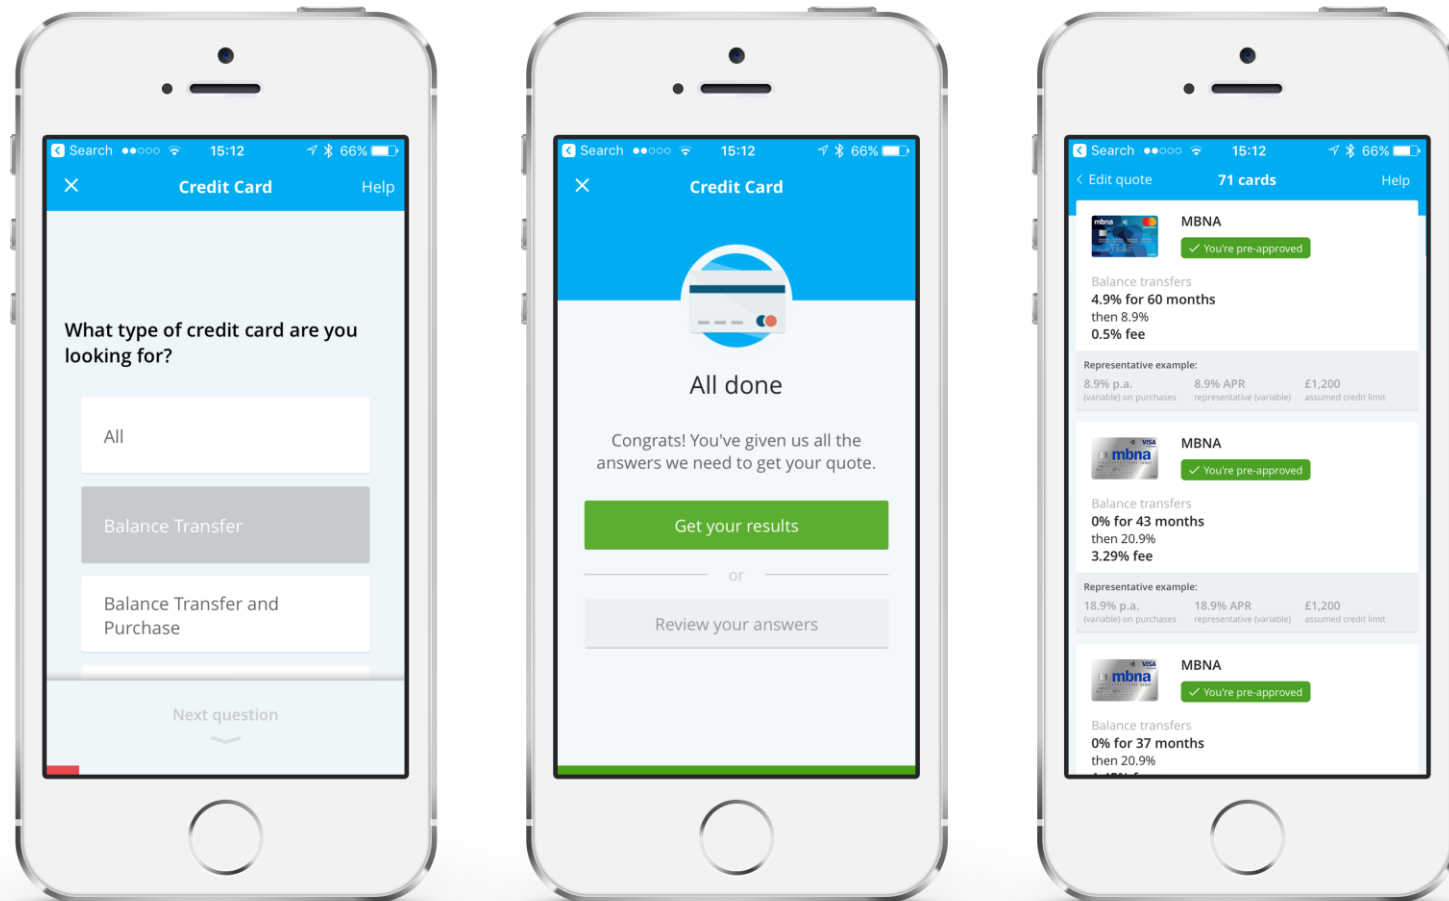 Search 15:12 66%
Credit Card Help
What type of credit card are you
looking for?
All
Balance Transfer
Balance Transfer and
Purchase
Next question
Search 15:12 66%
Credit Card
All done
Congrats! You've given us all the
answers we need to get your quote.
Get your results
or
Review your answers
Search 15:12 66%
Edit quote 71 cards Help
mbna
MBNA
You're pre-approved
Balance transfers
4.9% for 60 months
then 8.9%
0.5% fee
Representative example:
8.9% p.a. 8.9% APR £1,200
(variable) on purchases representative (variable) assumed credit limit
VISA
mbna
MBNA
You're pre-approved
Balance transfers
0% for 43 months
then 20.9%
3.29% fee
Representative example:
18.9% p.a. 18.9% APR £1,200
(variable) on purchases representative (variable) assumed credit limit
VISA
mbna
MBNA
You're pre-approved
Balance transfers
0% for 37 months
then 20.9%